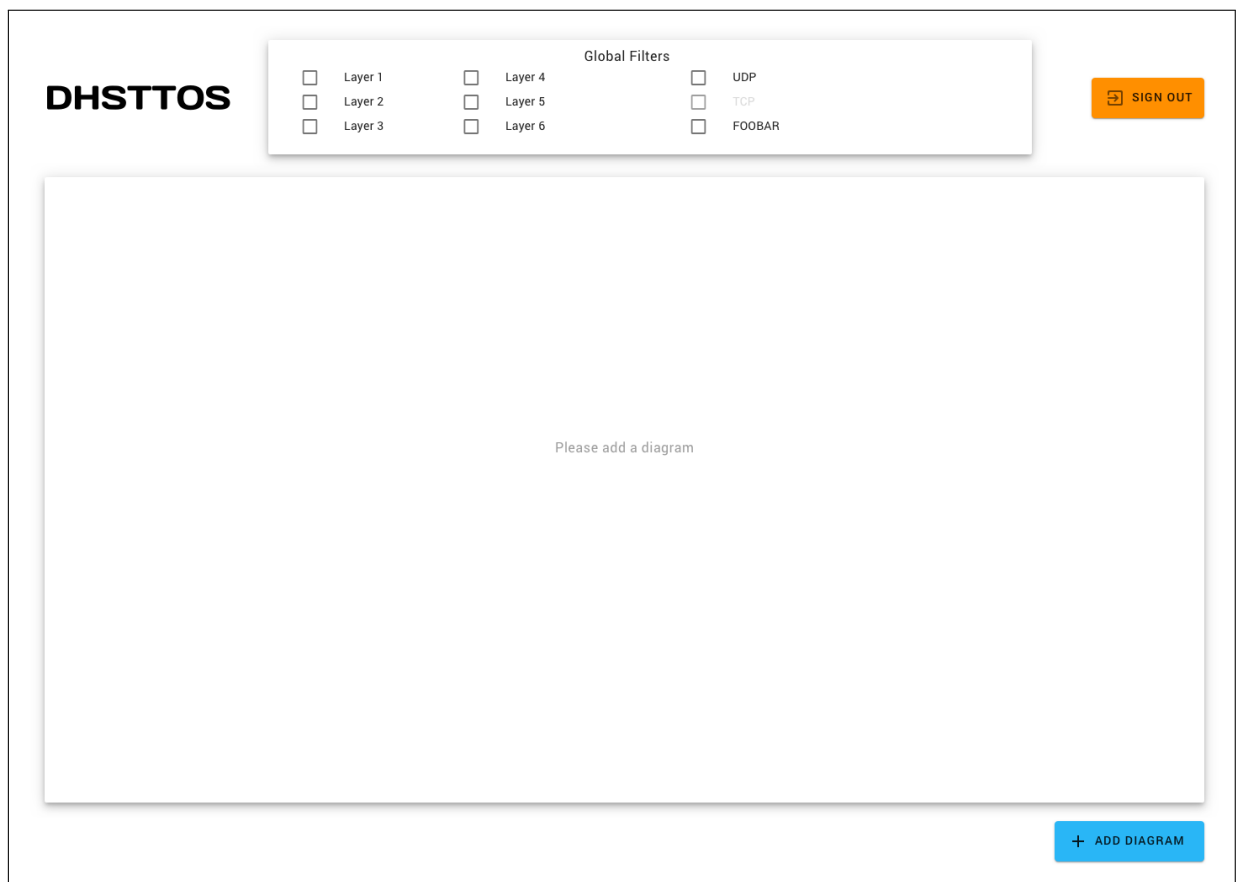 Global Filters
DHSTTOS
Layer 1 Layer 4 UDP
Layer 2 Layer 5 TCP
Layer 3 Layer 6 FOOBAR
SIGN OUT
Please add a diagram
ADD DIAGRAM